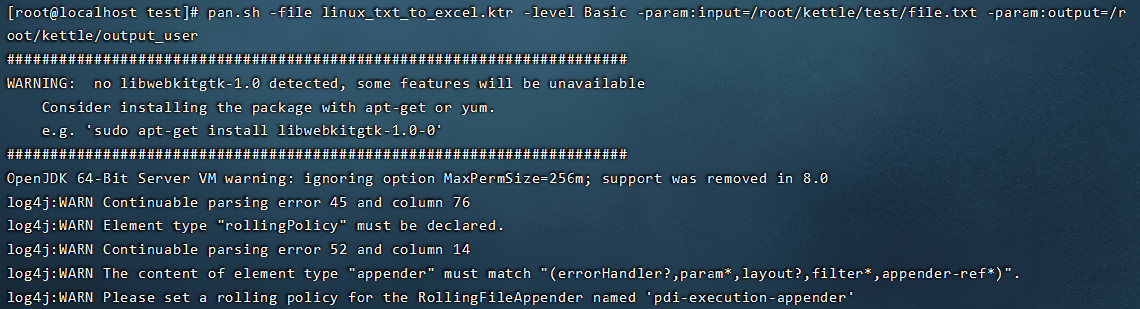 [root@localhost test]# pan.sh -file linux_txt_to_excel.ktr -level Basic -param:input=/root/kettle/test/file.txt -param:output=/r
oot/kettle/output_user
#######################################################################
WARNING:  no libwebkitgtk-1.0 detected, some features will be unavailable
    Consider installing the package with apt-get or yum.
    e.g. 'sudo apt-get install libwebkitgtk-1.0-0'
#######################################################################
OpenJDK 64-Bit Server VM warning: ignoring option MaxPermSize=256m; support was removed in 8.0
log4j:WARN Continuable parsing error 45 and column 76
log4j:WARN Element type "rollingPolicy" must be declared.
log4j:WARN Continuable parsing error 52 and column 14
log4j:WARN The content of element type "appender" must match "(errorHandler?,param*,layout?,filter*,appender-ref*)".
log4j:WARN Please set a rolling policy for the RollingFileAppender named 'pdi-execution-appender'